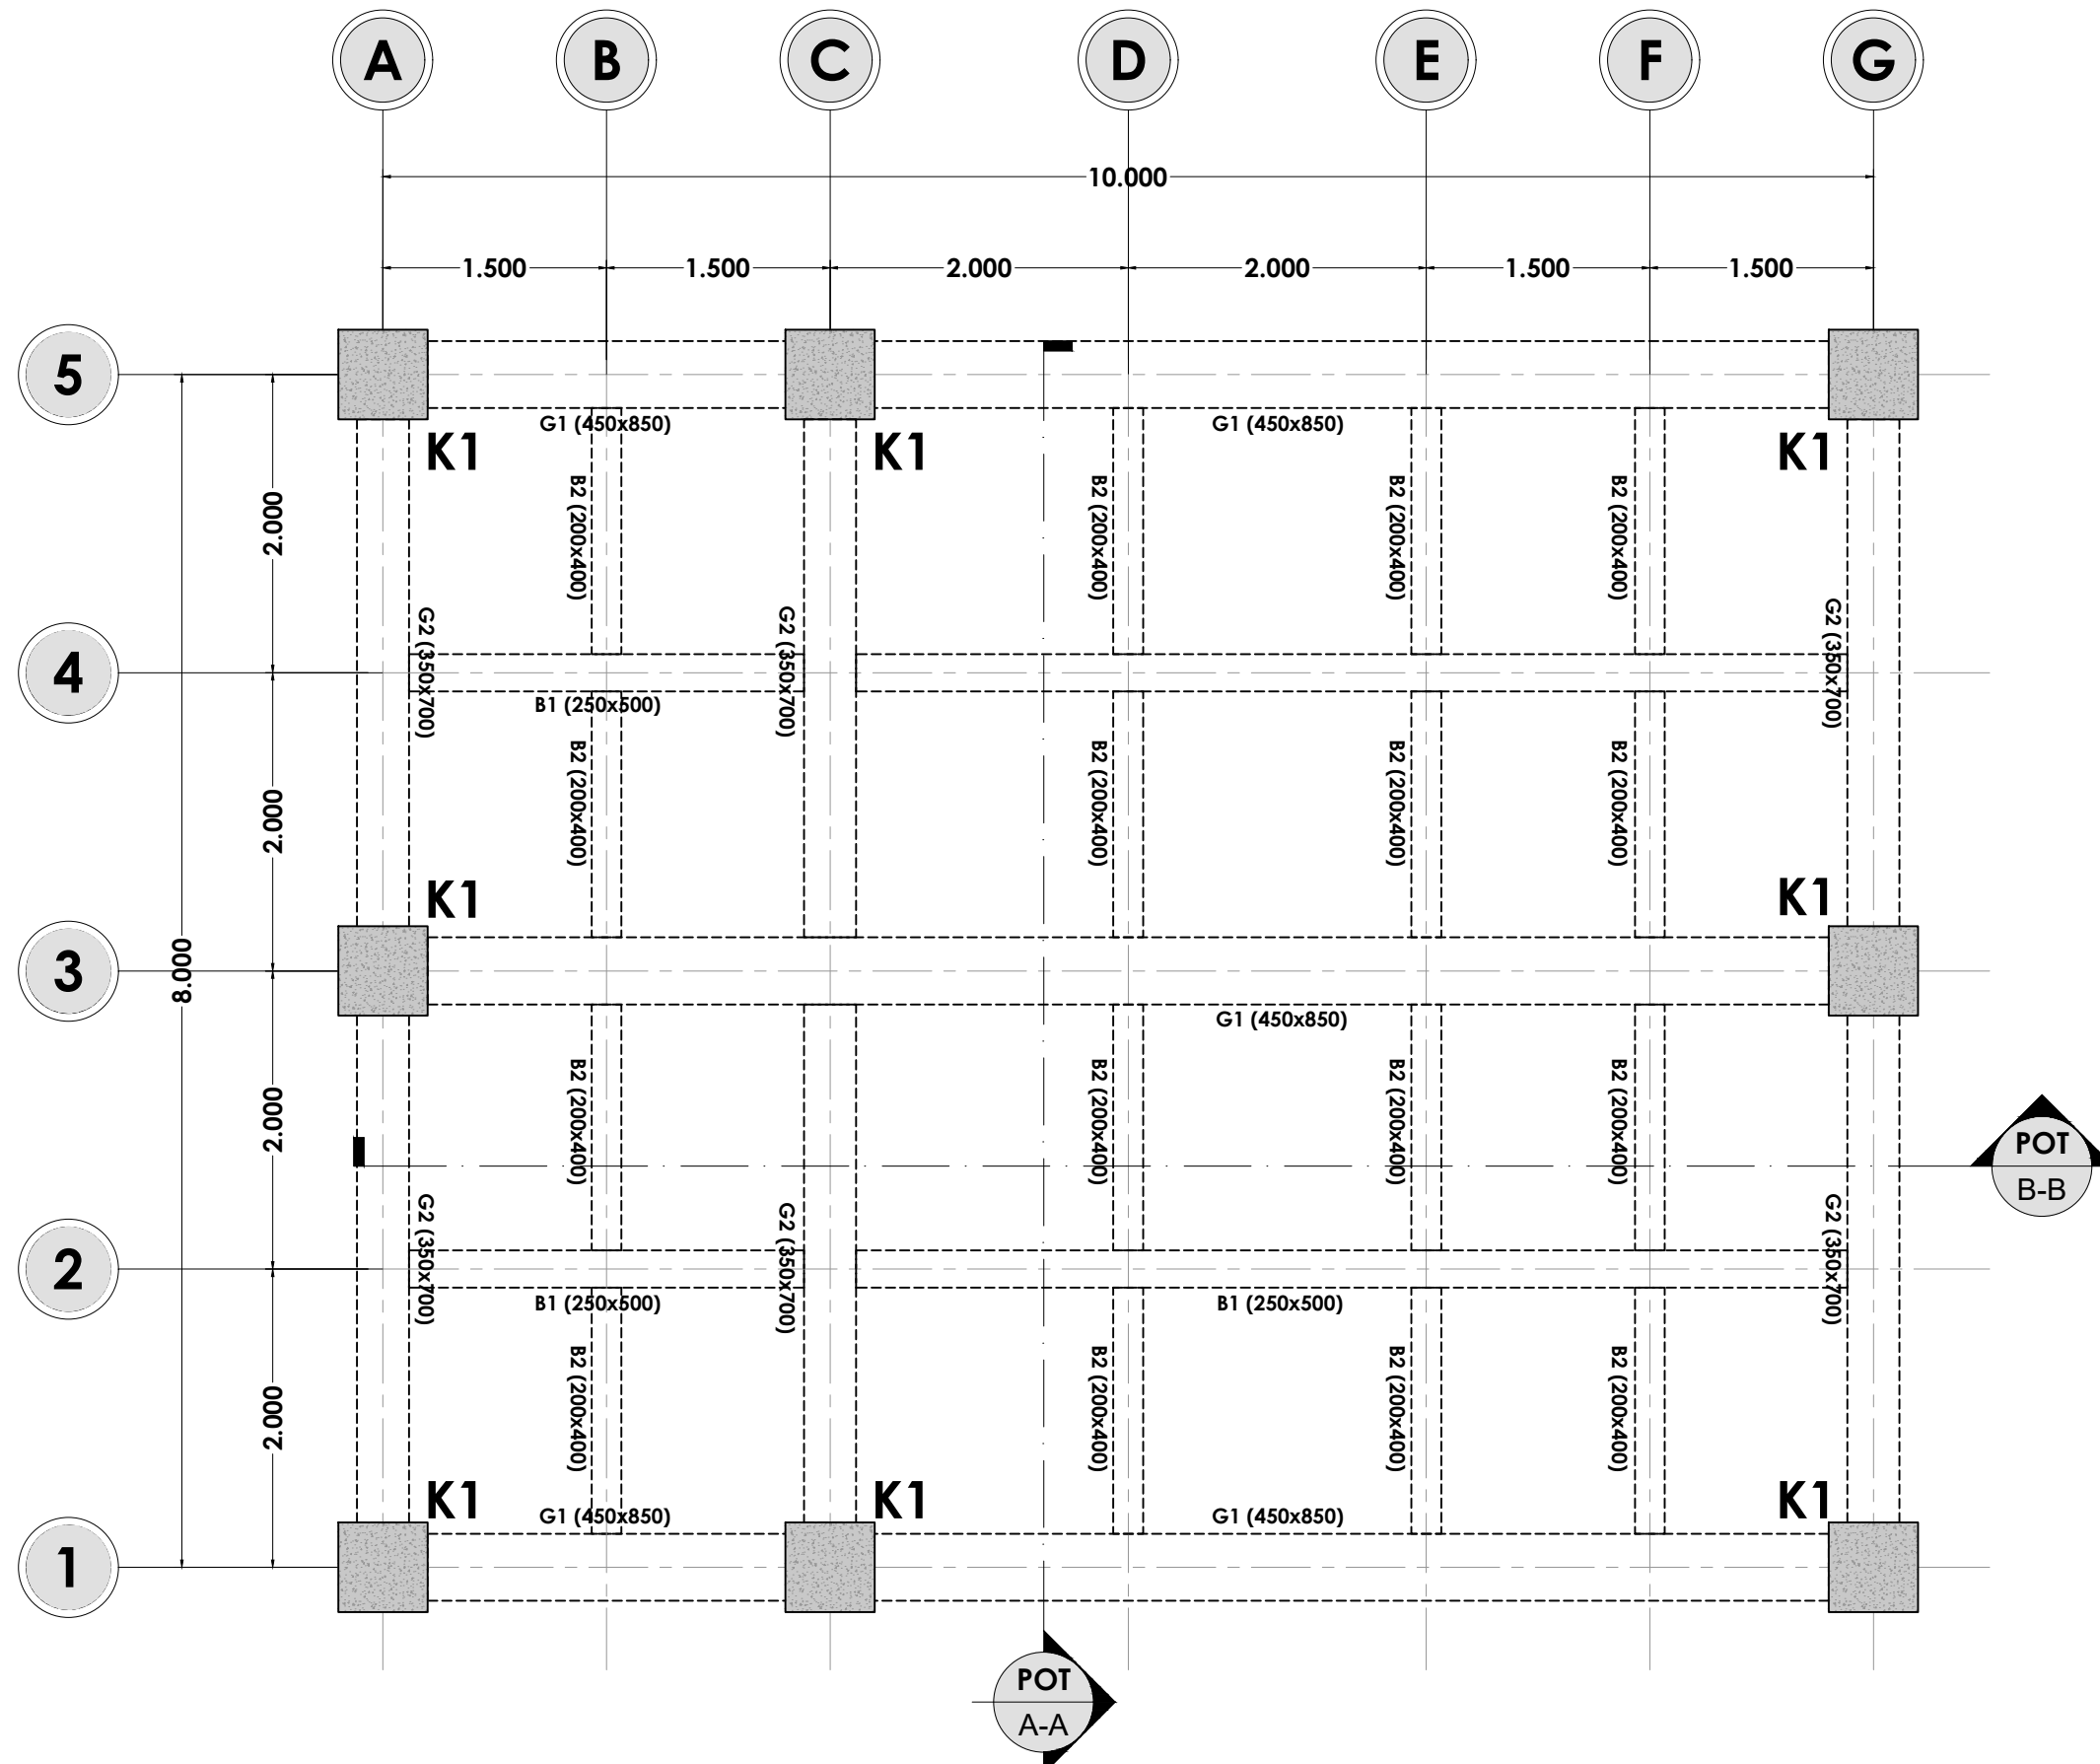 A B C D E F G
10.000
1.500 1.500 2.000 2.000 1.500 1.500
5
G1 (450x850) G1 (450x850)
K1 K1 K1
2.000
B2 (200x400) B2 (200x400) B2 (200x400) B2 (200x400)
G2 (350x700) G2 (350x700) G2 (350x700)
4
B1 (250x500)
2.000
B2 (200x400) B2 (200x400) B2 (200x400) B2 (200x400)
K1 K1
3
8.000
G1 (450x850)
2.000
B2 (200x400) B2 (200x400) B2 (200x400) B2 (200x400)
POT
B-B
G2 (350x700) G2 (350x700) G2 (350x700)
2
B1 (250x500) B1 (250x500)
2.000
B2 (200x400) B2 (200x400) B2 (200x400) B2 (200x400)
K1 K1 K1
G1 (450x850) G1 (450x850)
1
POT
A-A